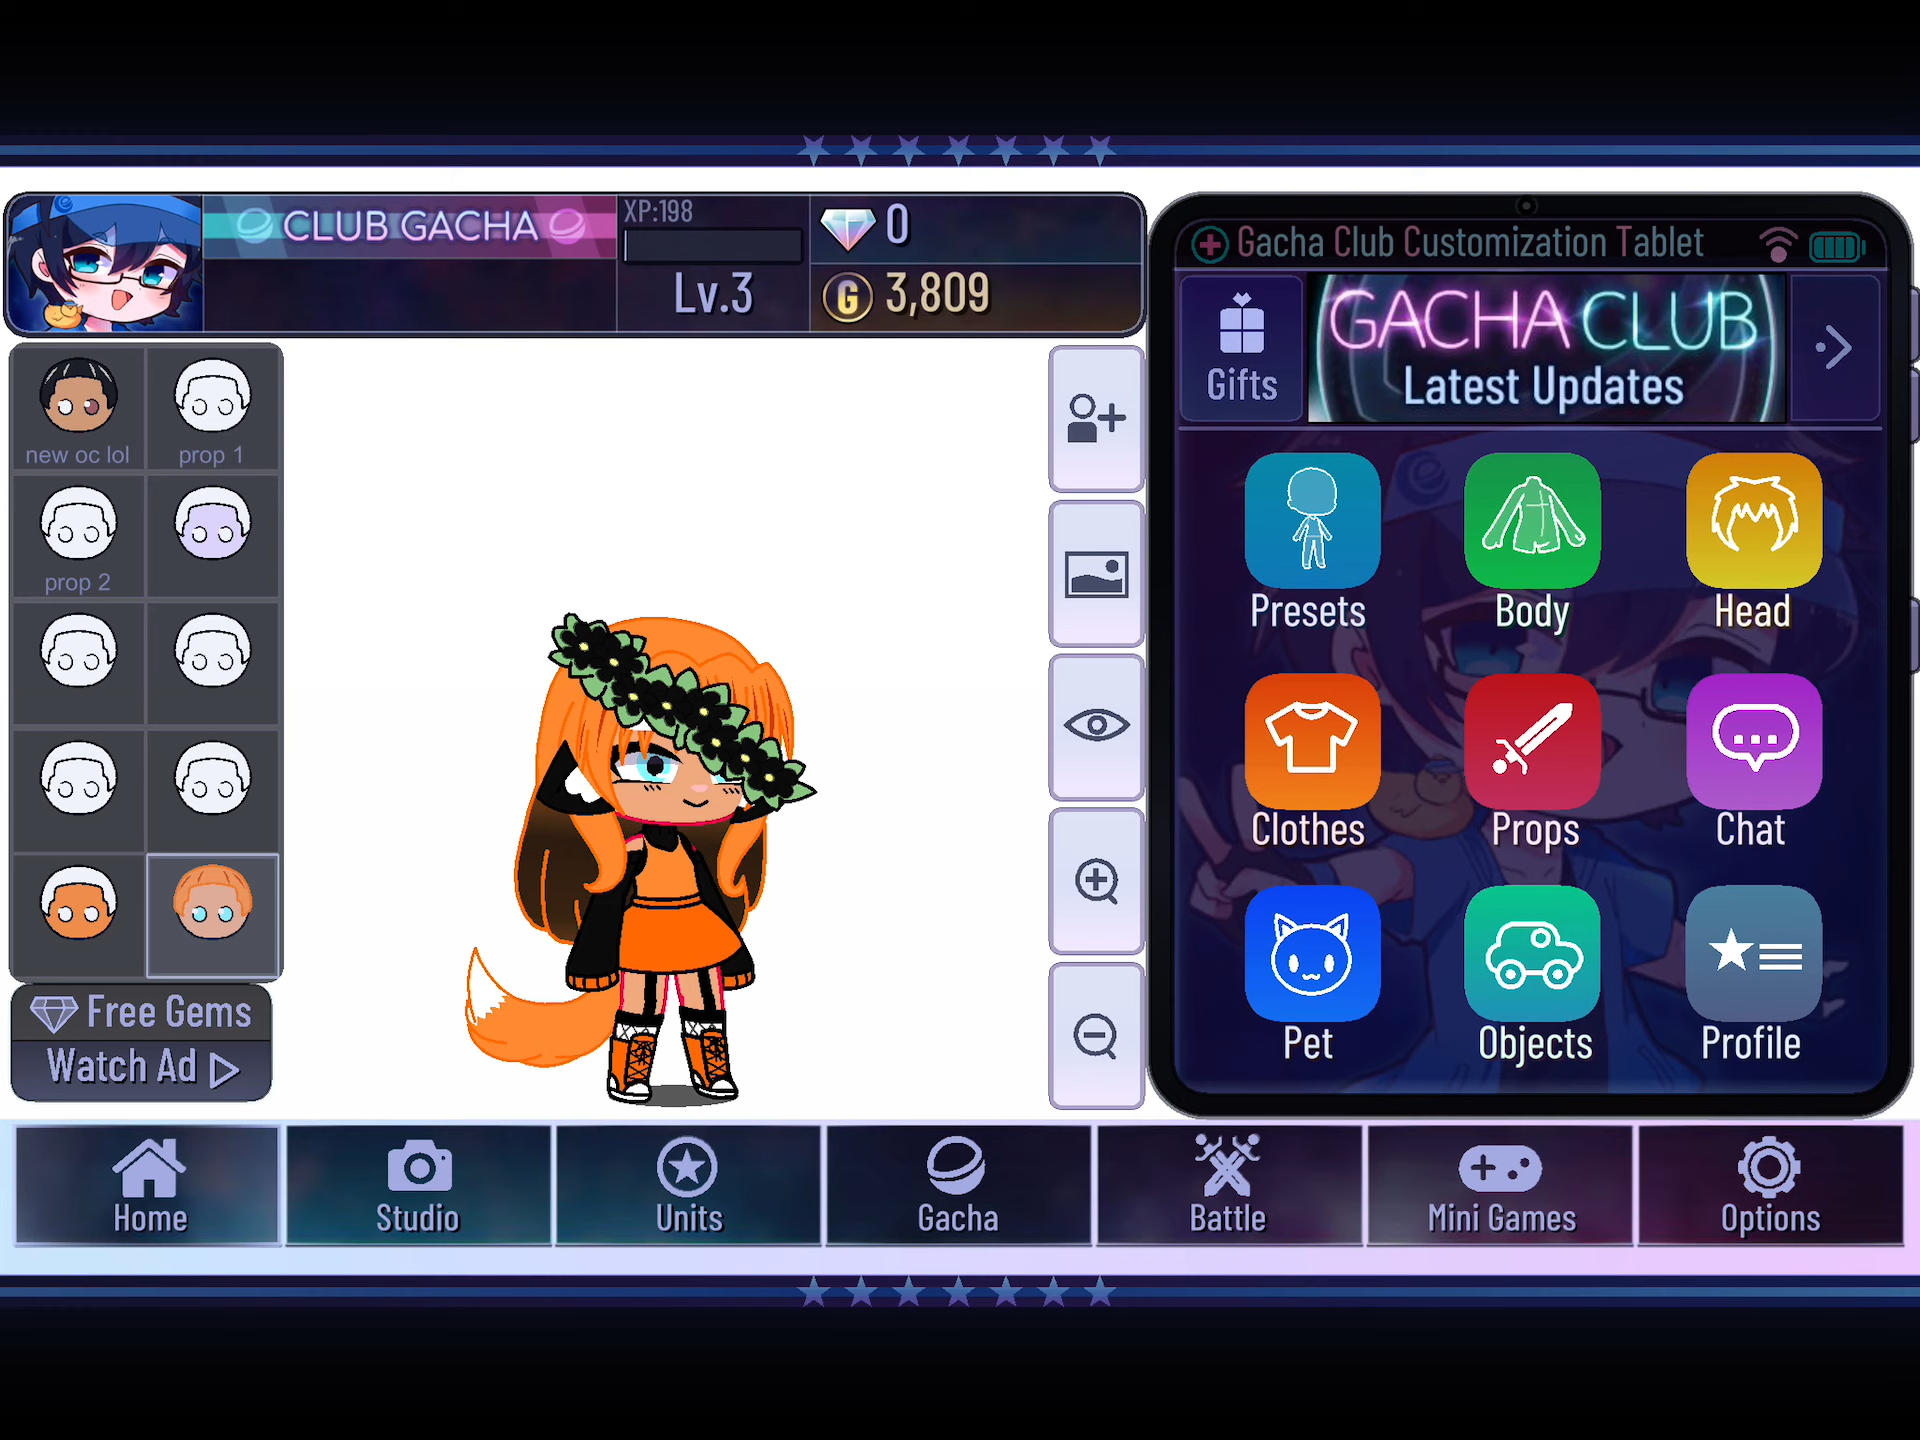 CLUB GACHA
XP:198
Lv.3
0
G 3,809
Gacha Club Customization Tablet
Gifts
GACHA CLUB
Latest Updates
new oc lol
prop 1
prop 2
Free Gems
Watch Ad
Presets
Body
Head
Clothes
Props
Chat
Pet
Objects
Profile
Home
Studio
Units
Gacha
Battle
Mini Games
Options